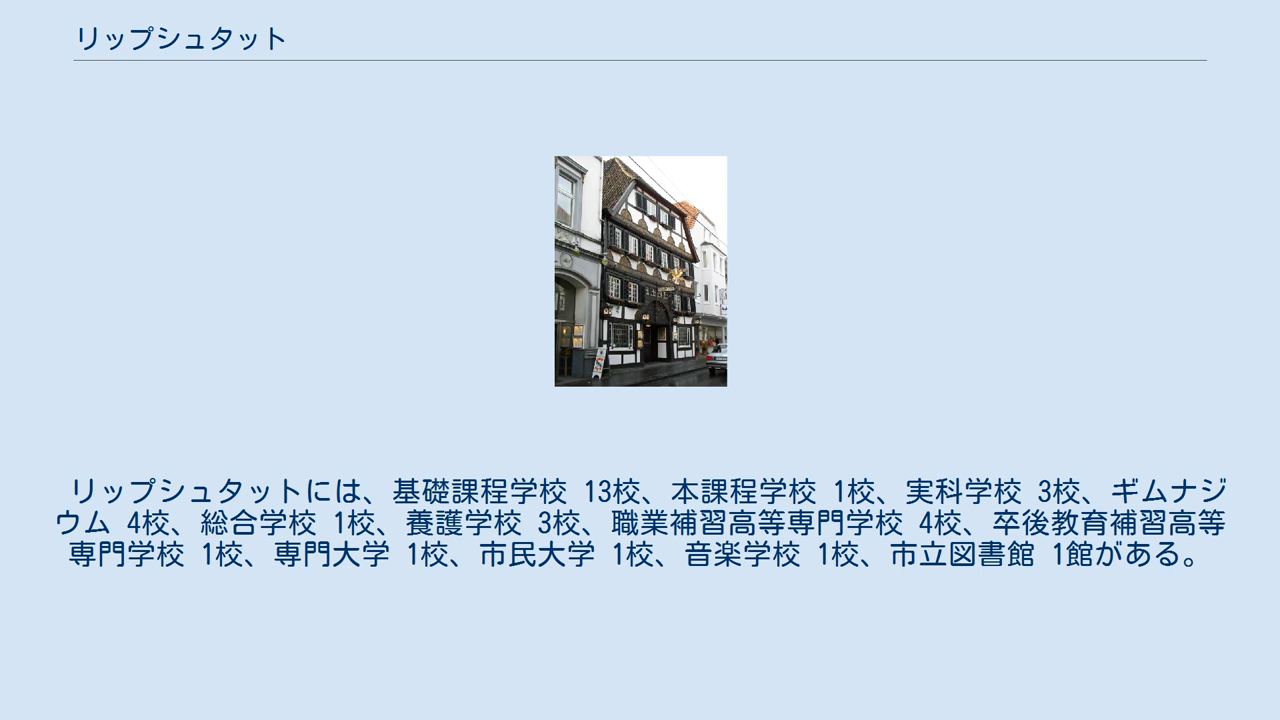 リップシュタット
リップシュタットには、基礎課程学校 13校、本課程学校 1校、実科学校 3校、ギムナジ
ウム 4校、総合学校 1校、養護学校 3校、職業補習高等専門学校 4校、卒後教育補習高等
専門学校 1校、専門大学 1校、市民大学 1校、音楽学校 1校、市立図書館 1館がある。